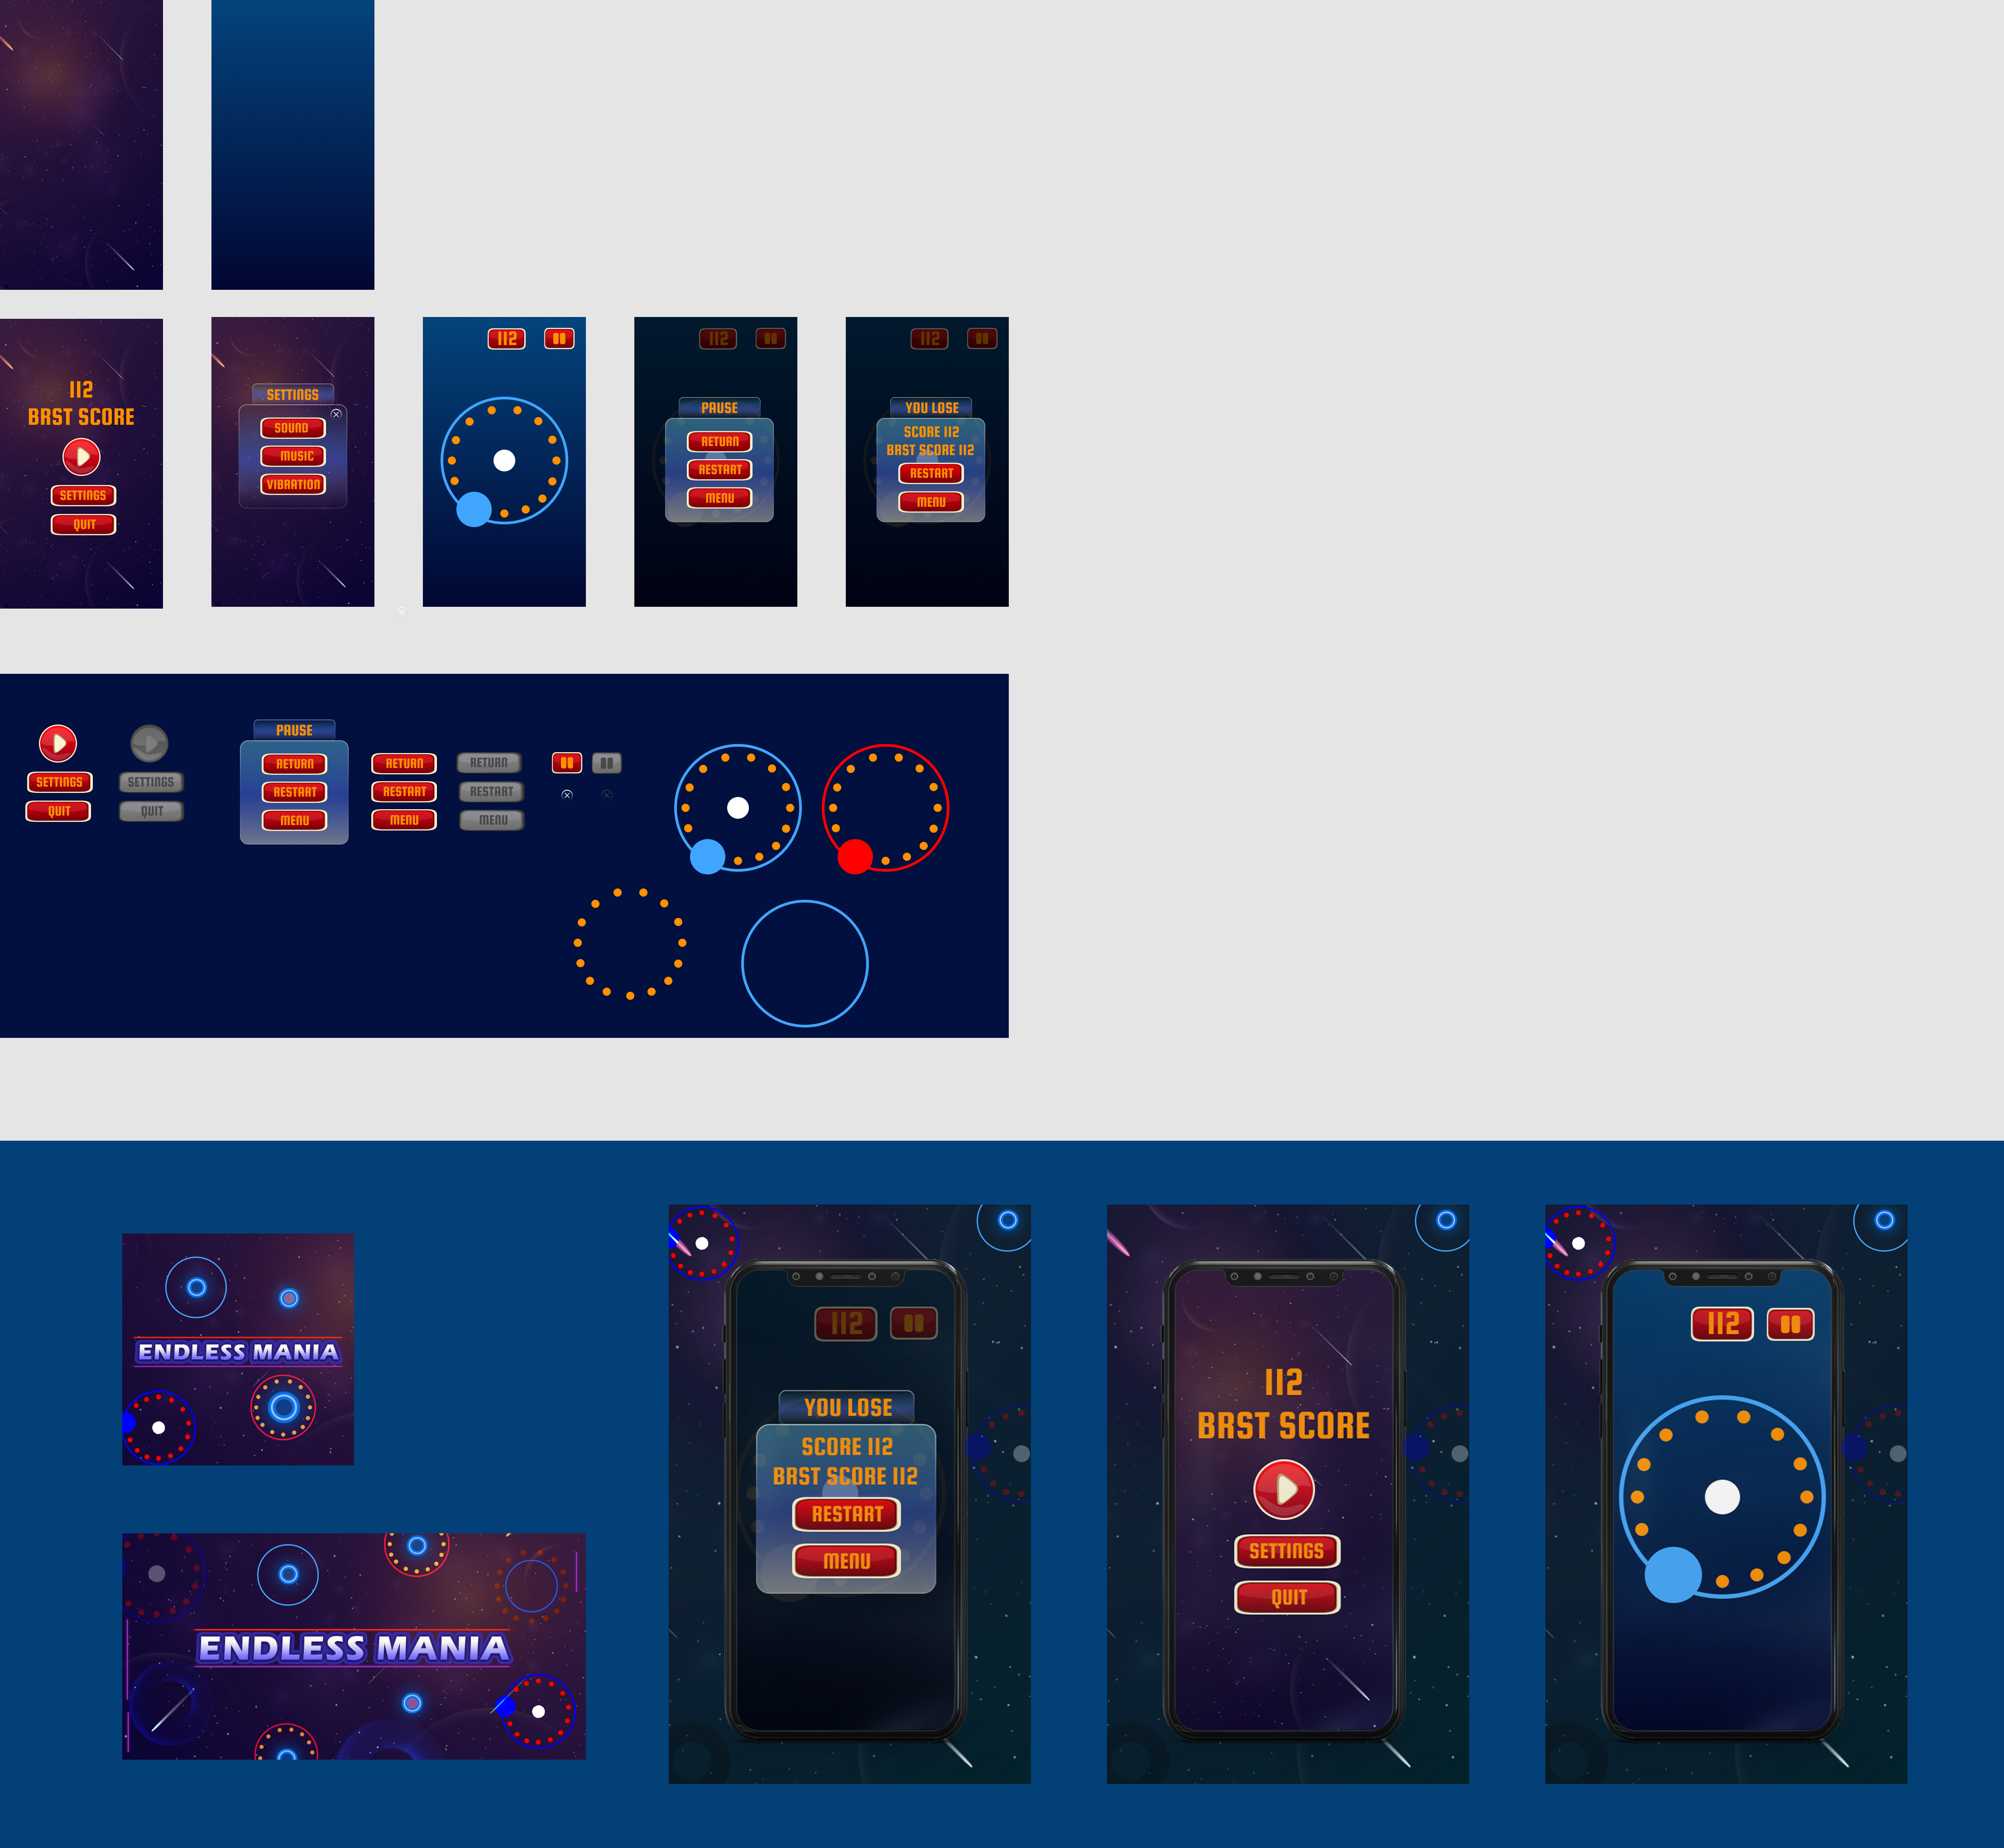 112
BRST SCORE
SETTINGS
QUIT
SETTINGS
SOUND
MUSIC
VIBRATION
112
112
PAUSE
RETURN
RESTART
MENU
112
YOU LOSE
SCORE 112
BRST SCORE 112
RESTART
MENU
SETTINGS
QUIT
SETTINGS
QUIT
PAUSE
RETURN
RESTART
MENU
RETURN
RESTART
MENU
RETURN
RESTART
MENU
ENDLESS MANIA
ENDLESS MANIA
112
YOU LOSE
SCORE 112
BRST SCORE 112
RESTART
MENU
112
BRST SCORE
SETTINGS
QUIT
112